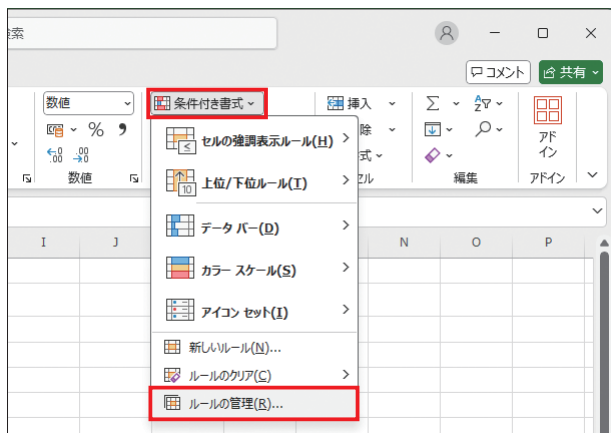 索
コメント
共有
数値
条件付き書式
挿入
%
セルの強調表示ルール(H)
除
アド
イン
上位/下位ルール(T)
式
数値
セル
編集
アドイン
データ バー(D)
I J N O P
カラー スケール(S)
アイコン セット(I)
新しいルール(N)...
ルールのクリア(C)
ルールの管理(R)...